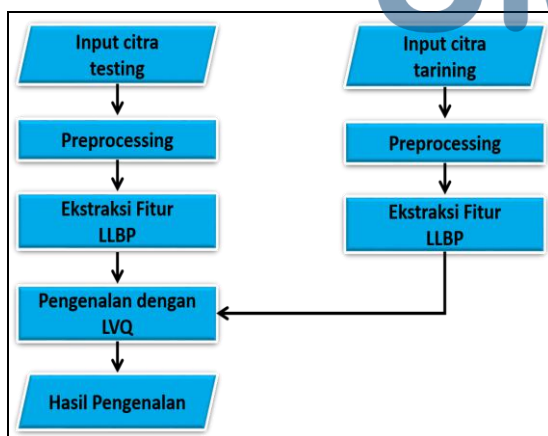 Input citra
testing
Preprocessing
Ekstraksi Fitur
LLBP
Pengenalan dengan
LVQ
Hasil Pengenalan
Input citra
tarining
Preprocessing
Ekstraksi Fitur
LLBP